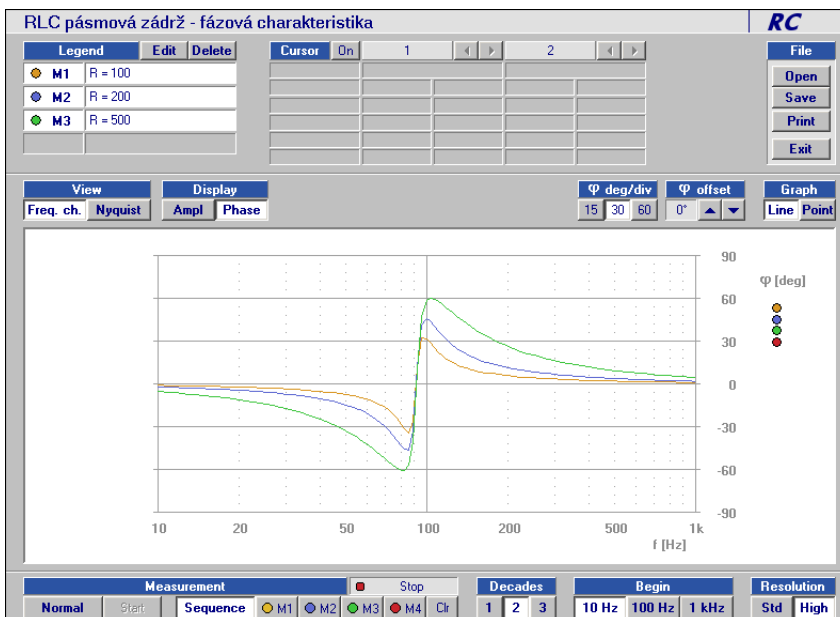 RLC pásmová zádrž - fázová charakteristika RC
Legend Edit Delete Cursor On 1 2 File
M1 R = 100
M2 R = 200
M3 R = 500
Open
Save
Print
Exit
View Display φ deg/div φ offset Graph
Freq. ch. Nyquist Ampl Phase 15 30 60 0° Line Point
90
φ [deg]
60
30
0
-30
-60
-90
10 20 50 100 200 500 1k
f [Hz]
Measurement Stop Decades Begin Resolution
Normal Start Sequence M1 M2 M3 M4 Clr 1 2 3 10 Hz 100 Hz 1 kHz Std High